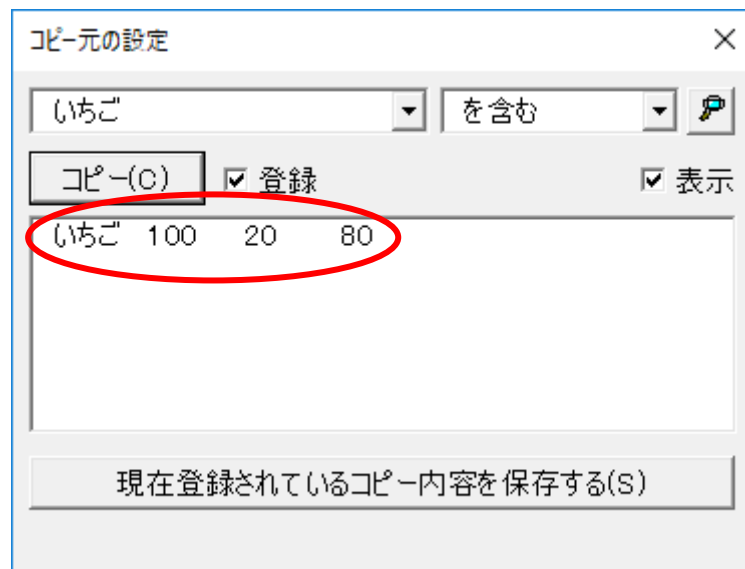 コピー元の設定
いちご を含む
コピー(C) 登録 表示
いちご 100 20 80
現在登録されているコピー内容を保存する(S)